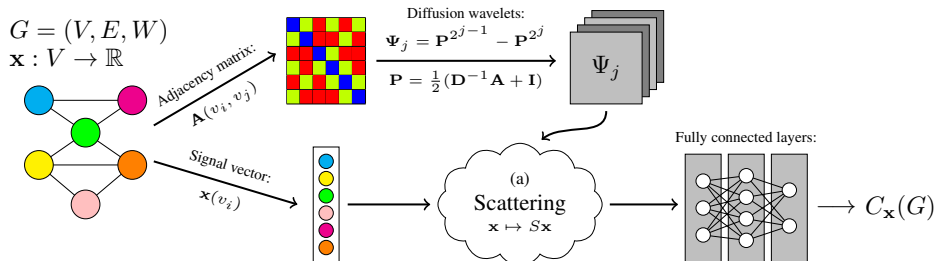 G = (V, E, W)
x : V → ℝ
Adjacency matrix:
A(v_i, v_j)
Signal vector:
x(v_i)
Diffusion wavelets:
Ψ_j = P^{2^{j−1}} − P^{2^j}
P = ½(D^{−1}A + I)
Ψ_j
(a)
Scattering
x ↦ Sx
Fully connected layers:
⟶ C_x(G)